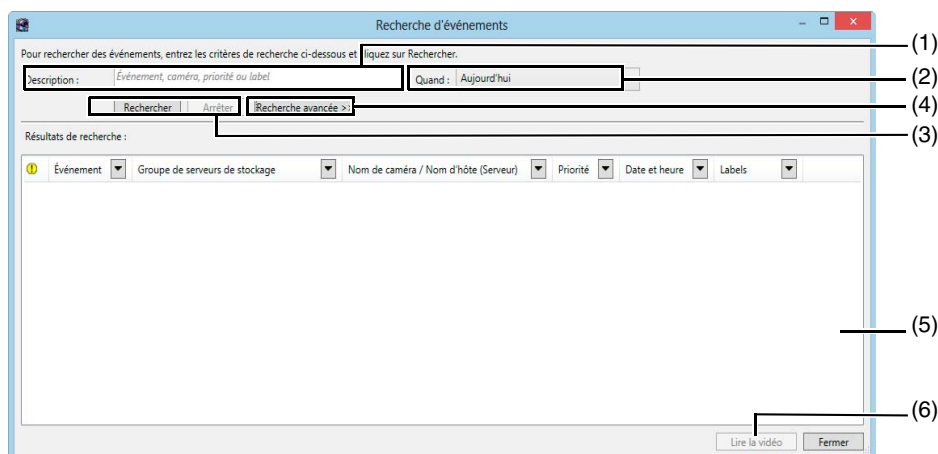 Recherche d'événements
Pour rechercher des événements, entrez les critères de recherche ci-dessous et cliquez sur Rechercher.
(1)
Description : Événement, caméra, priorité ou label Quand : Aujourd'hui
(2)
Rechercher Arrêter Recherche avancée >>
(4)
(3)
Résultats de recherche :
Événement Groupe de serveurs de stockage Nom de caméra / Nom d'hôte (Serveur) Priorité Date et heure Labels
(5)
(6)
Lire la vidéo Fermer